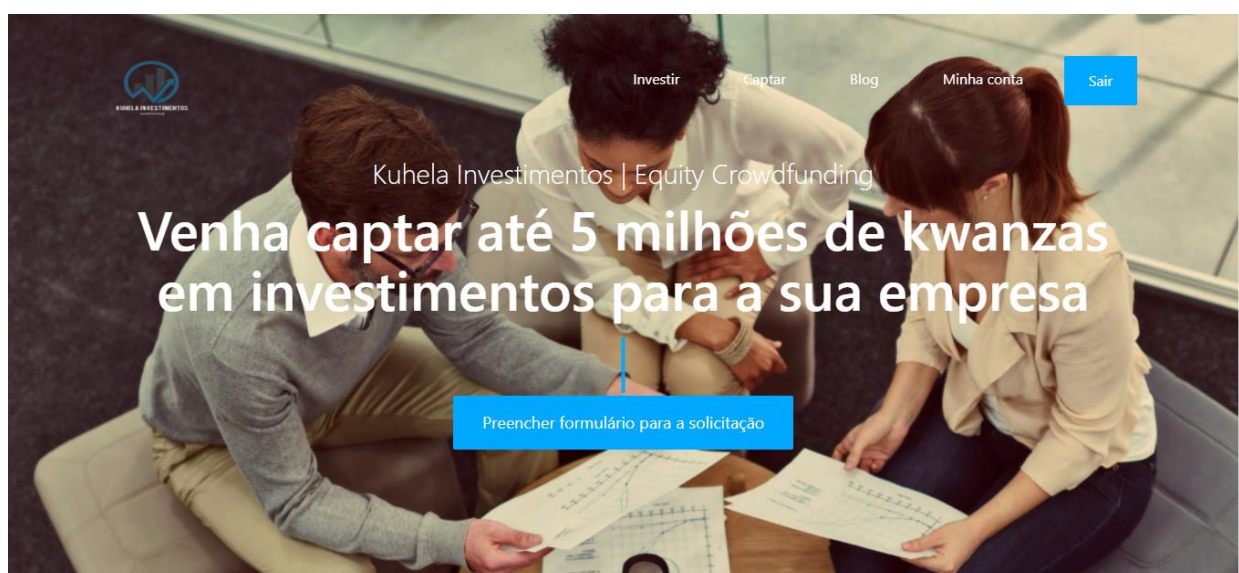 KUHELA INVESTIMENTOS
Investir
Captar
Blog
Minha conta
Sair
Kuhela Investimentos | Equity Crowdfunding
Venha captar até 5 milhões de kwanzas
em investimentos para a sua empresa
Preencher formulário para a solicitação